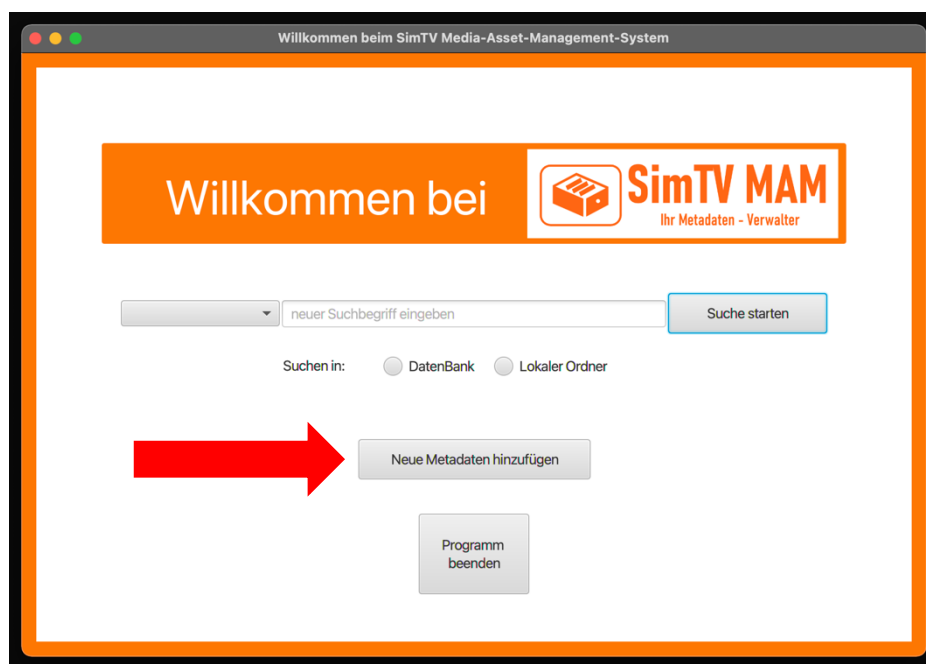 Willkommen beim SimTV Media-Asset-Management-System
Willkommen bei
SimTV MAM
Ihr Metadaten - Verwalter
neuer Suchbegriff eingeben
Suche starten
Suchen in:
DatenBank
Lokaler Ordner
Neue Metadaten hinzufügen
Programm
beenden